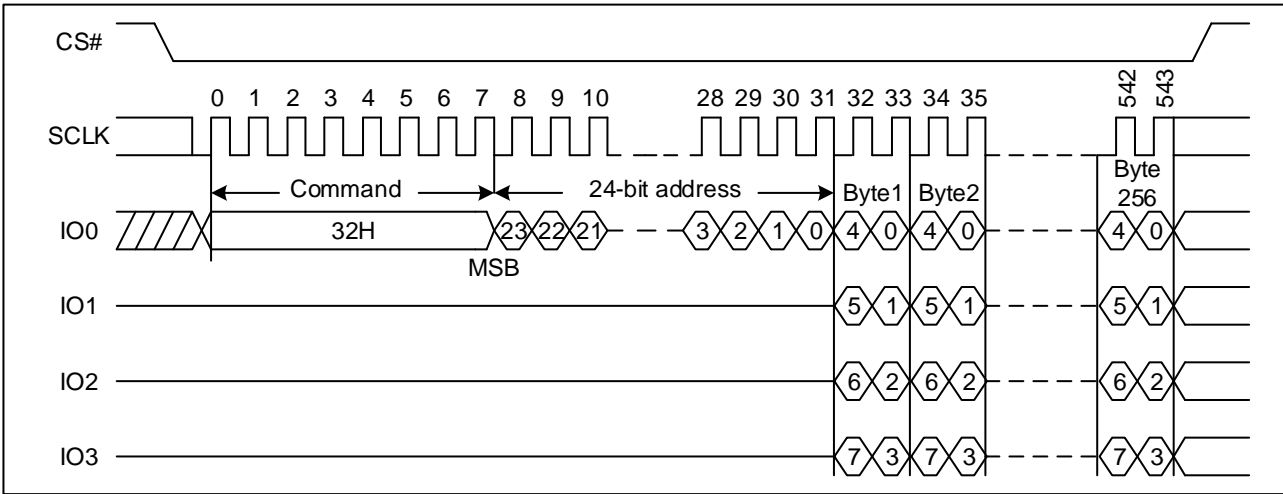 CS#
542 543
0 1 2 3 4 5 6 7 8 9 10 28 29 30 31 32 33 34 35
SCLK
Command 24-bit address Byte1 Byte2 Byte
256
IO0 32H 23 22 21 3 2 1 0 4 0 4 0 4 0
MSB
IO1 5 1 5 1 5 1
IO2 6 2 6 2 6 2
IO3 7 3 7 3 7 3